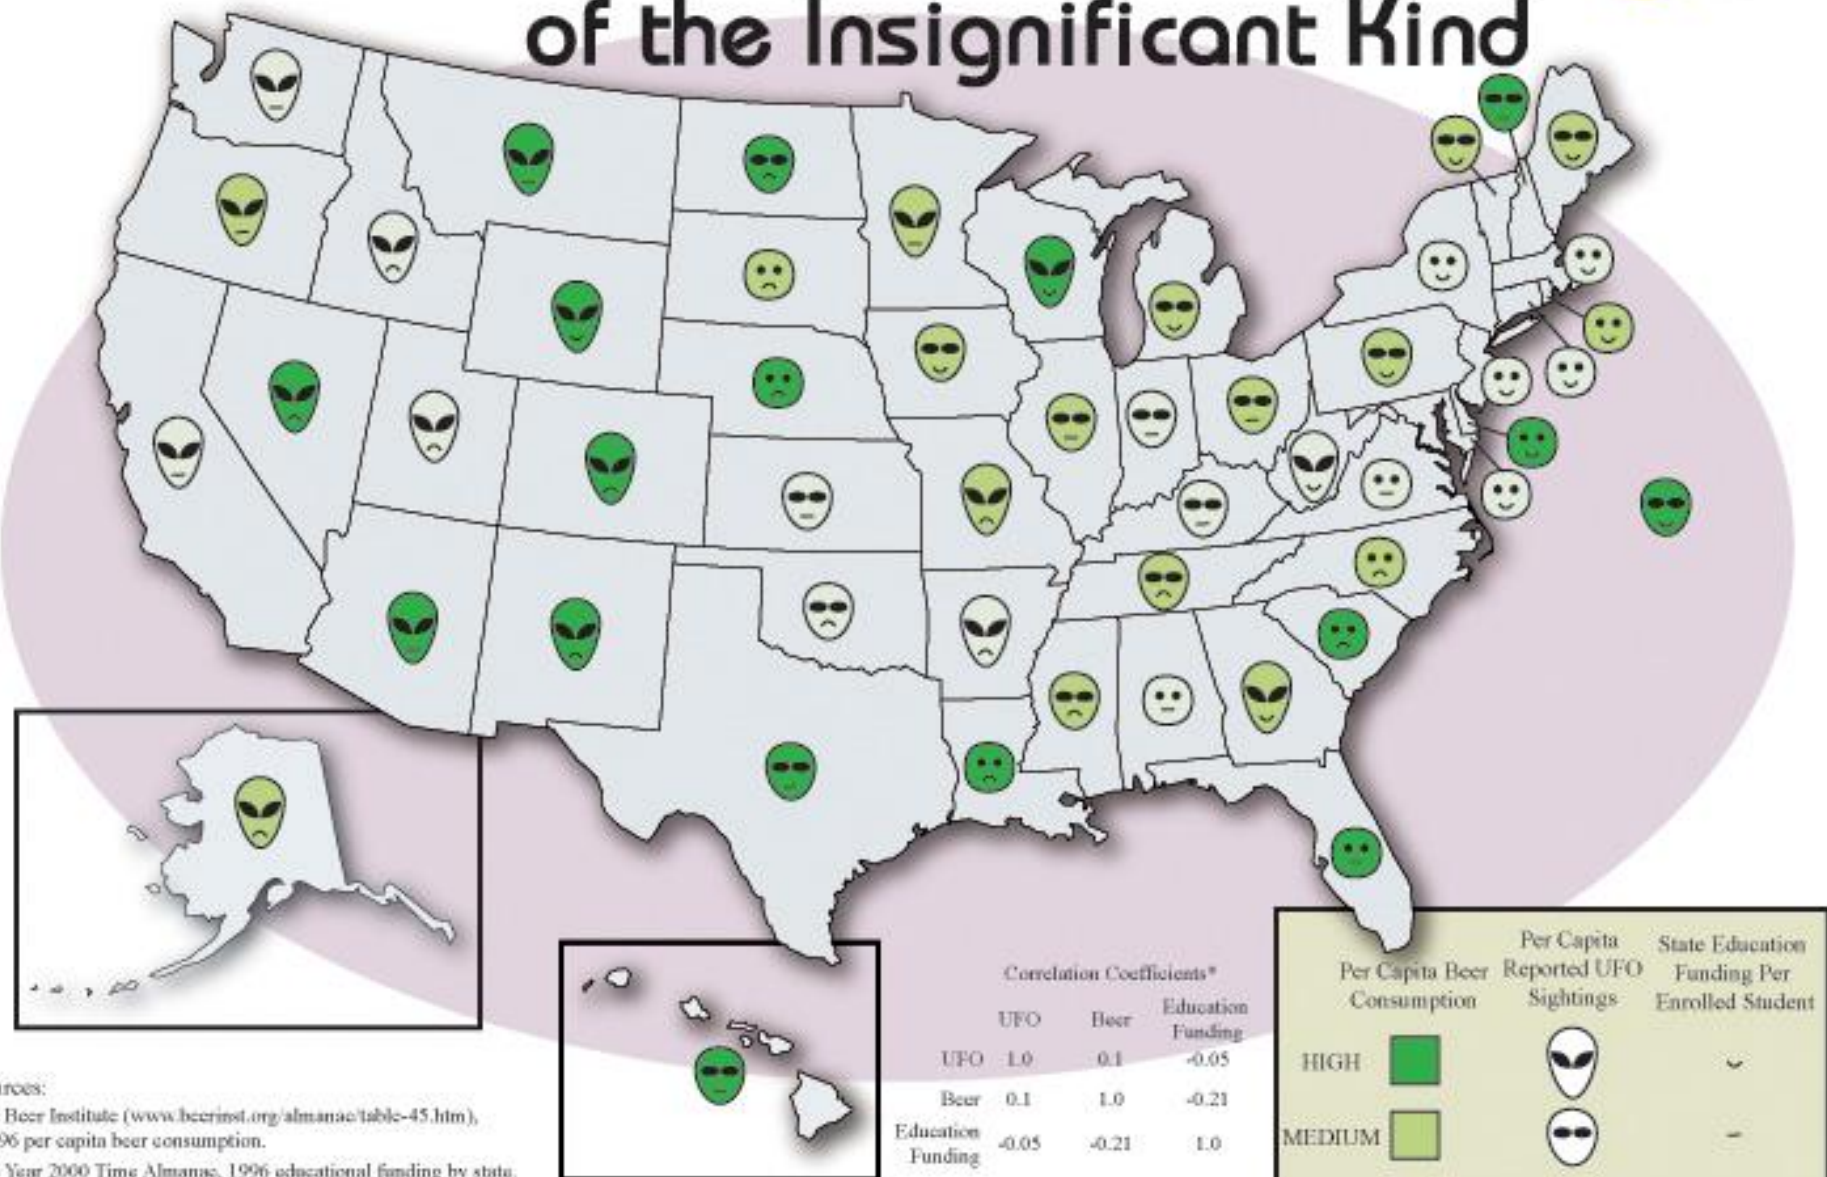 of the Insignificant Kind
Correlation Coefficients*
UFO Beer Education
Funding
UFO 1.0 0.1 -0.05
Beer 0.1 1.0 -0.21
Education
Funding -0.05 -0.21 1.0
Per Capita Beer
Consumption
Per Capita
Reported UFO
Sightings
State Education
Funding Per
Enrolled Student
HIGH
MEDIUM
rces:
Beer Institute (www.beerinst.org/almanac/table-45.htm),
96 per capita beer consumption.
Year 2000 Time Almanac, 1996 educational funding by state.